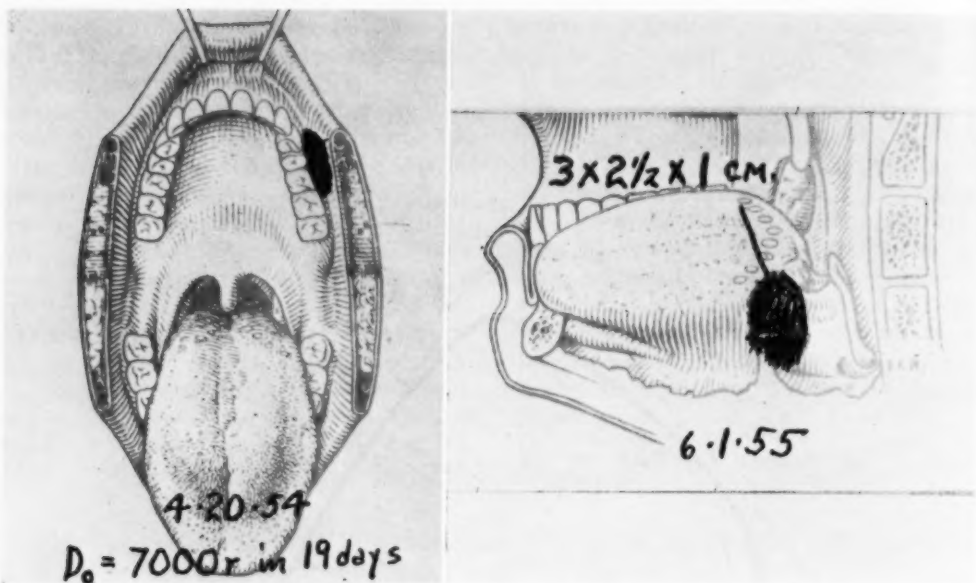 4·20·54
D₀ = 7000r in 19 days
3 X 2½ X 1 CM.
6·1·55